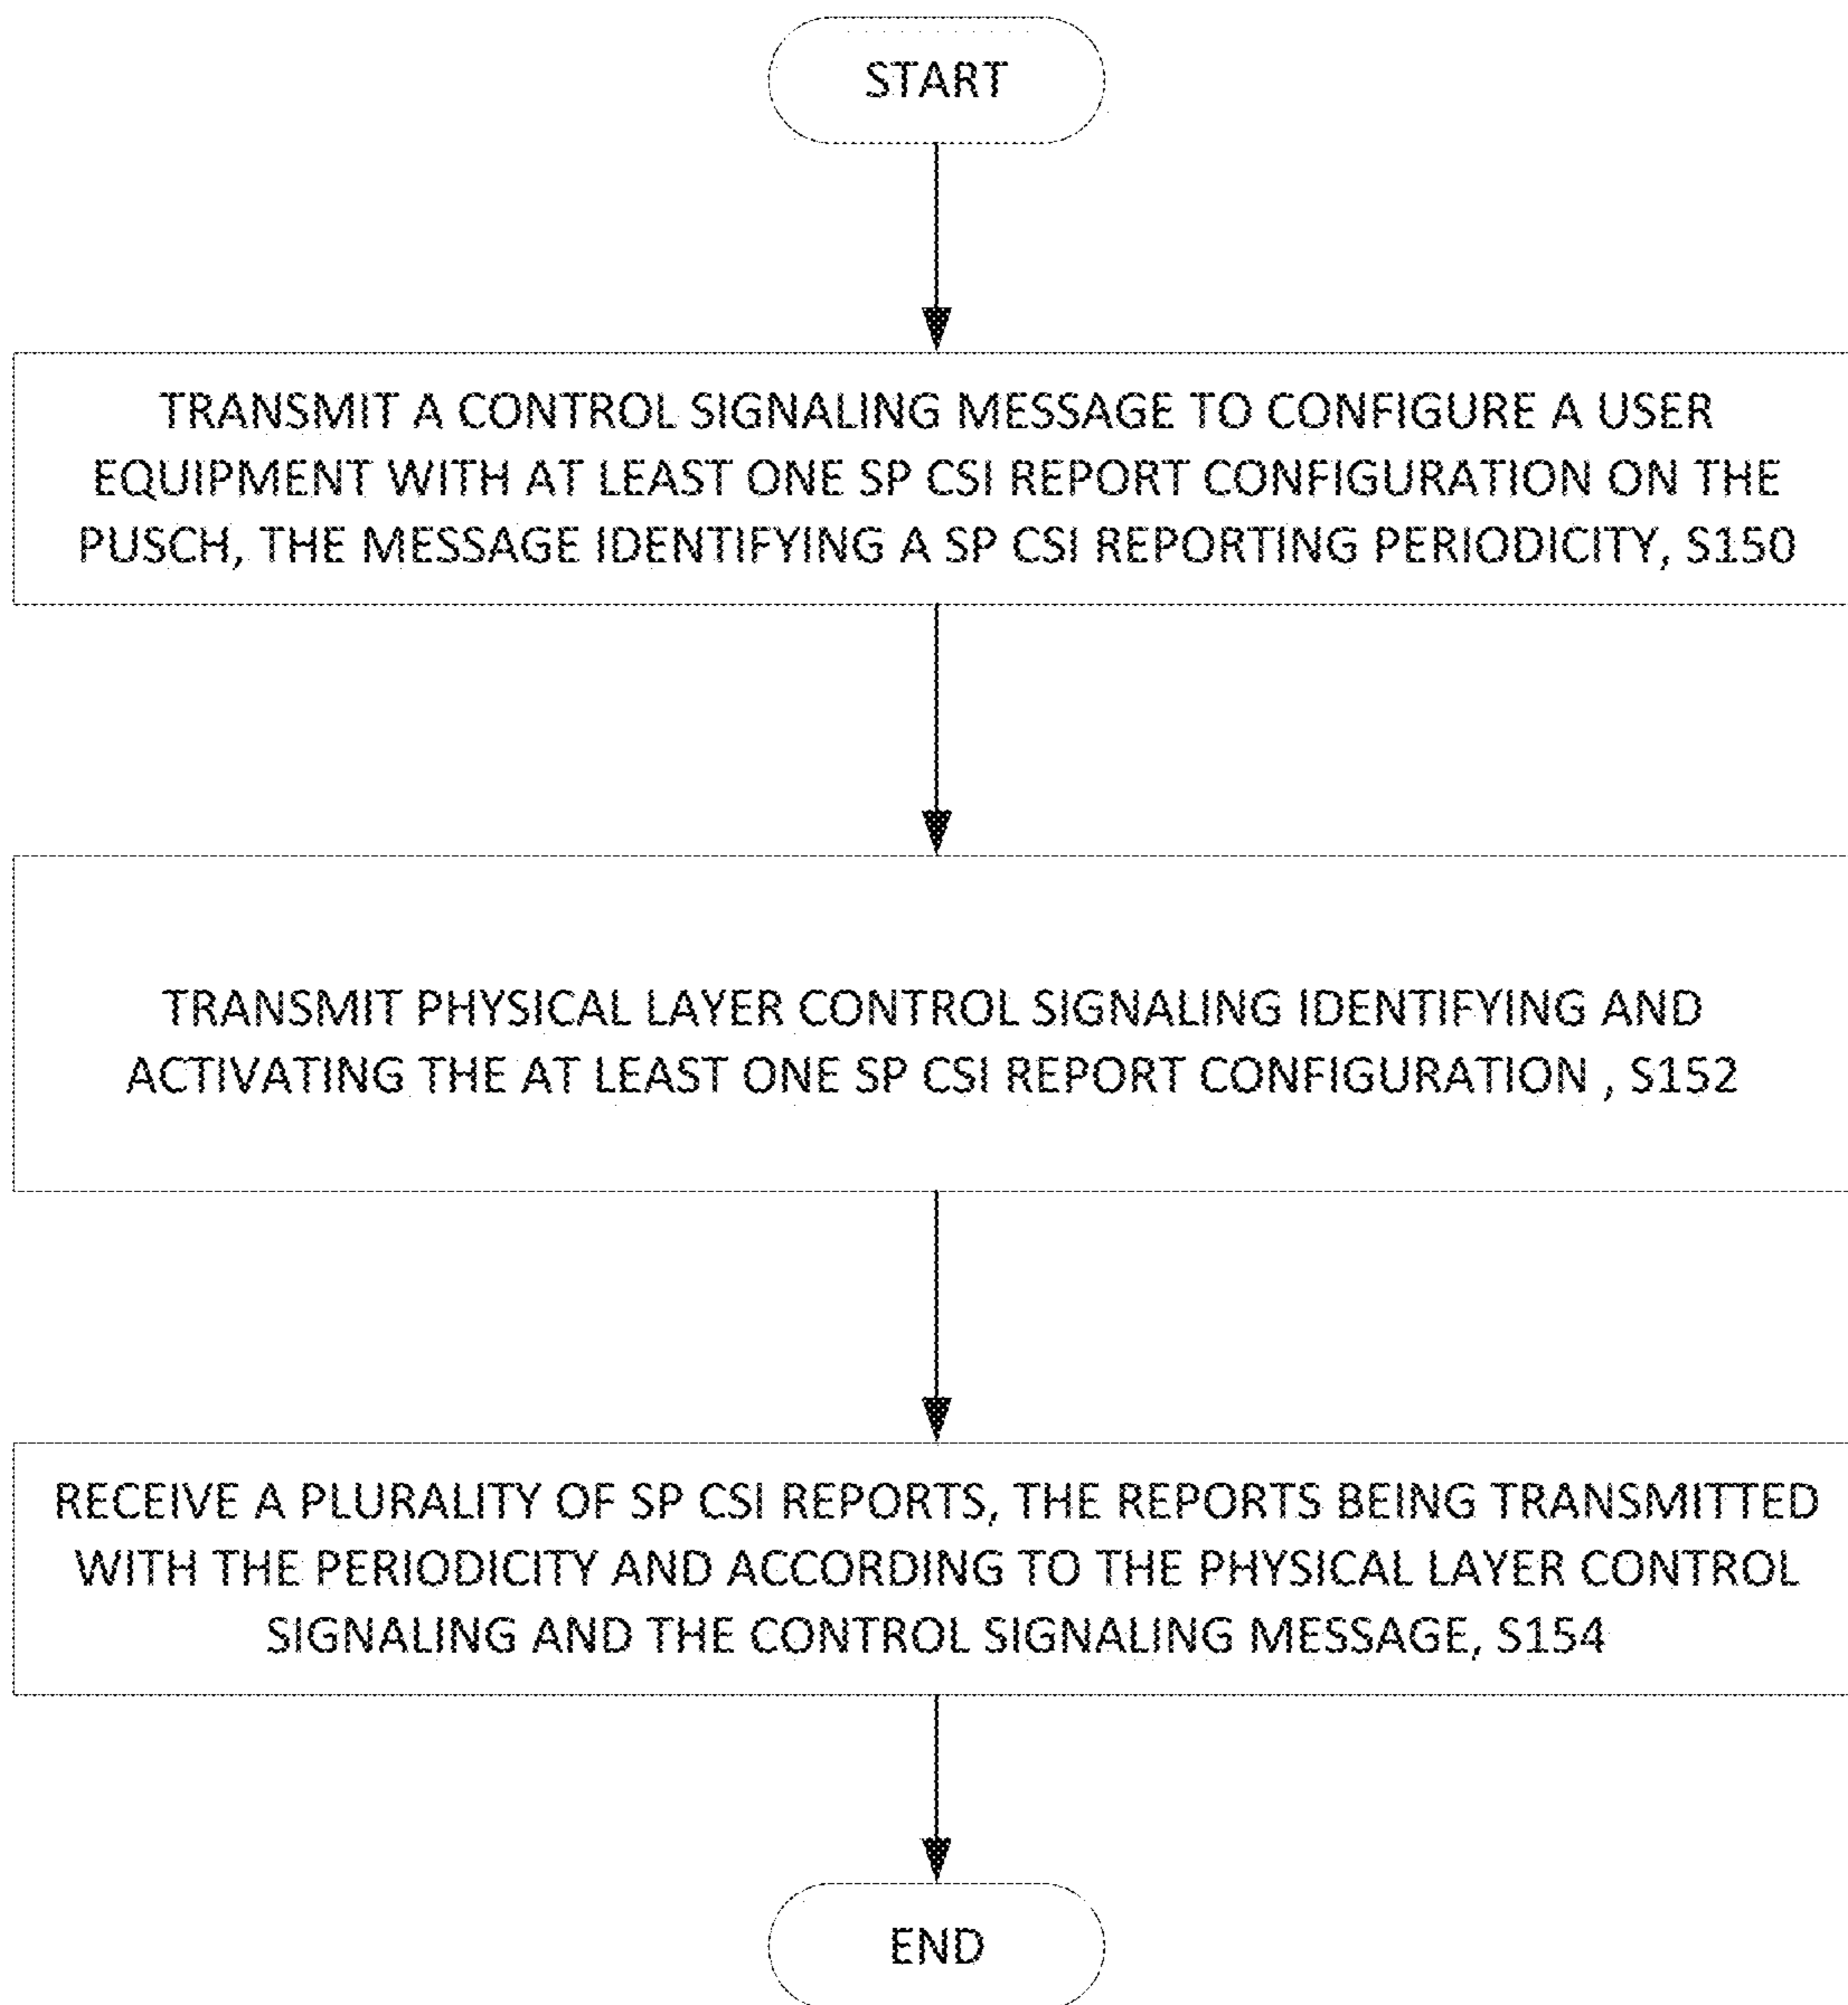 START
TRANSMIT A CONTROL SIGNALING MESSAGE TO CONFIGURE A USER
EQUIPMENT WITH AT LEAST ONE SP CSI REPORT CONFIGURATION ON THE
PUSCH, THE MESSAGE IDENTIFYING A SP CSI REPORTING PERIODICITY, S150
TRANSMIT PHYSICAL LAYER CONTROL SIGNALING IDENTIFYING AND
ACTIVATING THE AT LEAST ONE SP CSI REPORT CONFIGURATION , S152
RECEIVE A PLURALITY OF SP CSI REPORTS, THE REPORTS BEING TRANSMITTED
WITH THE PERIODICITY AND ACCORDING TO THE PHYSICAL LAYER CONTROL
SIGNALING AND THE CONTROL SIGNALING MESSAGE, S154
END